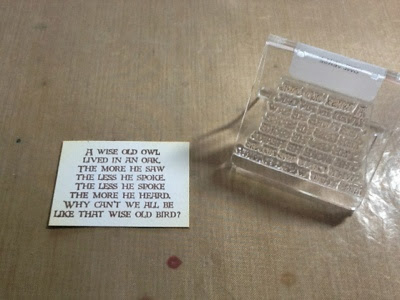 A WISE OLD OWL
LIVED IN AN OAK,
THE MORE HE SAW
THE LESS HE SPOKE.
THE LESS HE SPOKE
THE MORE HE HEARD.
WHY CAN'T WE ALL BE
LIKE THAT WISE OLD BIRD?